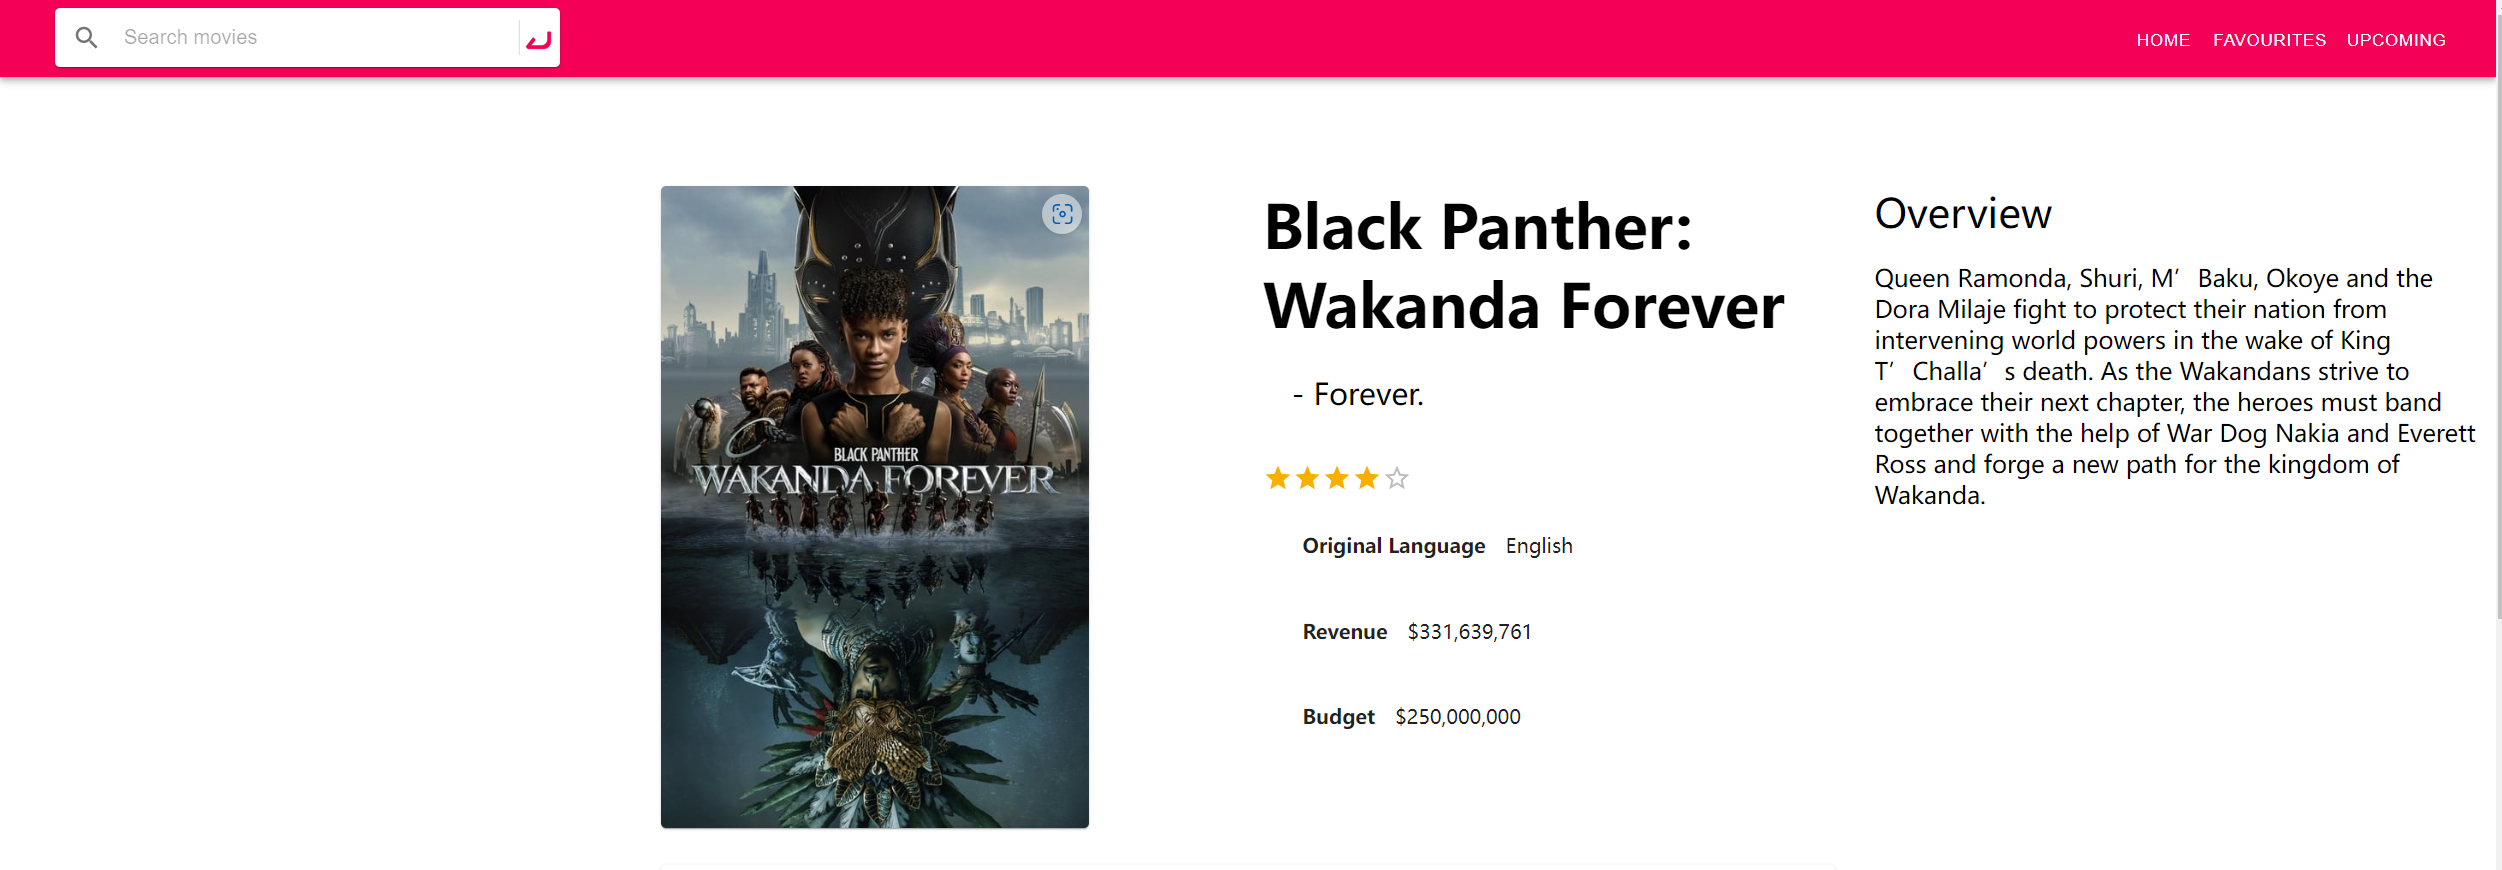 Search movies
HOME FAVOURITES UPCOMING
BLACK PANTHER
WAKANDA FOREVER
Black Panther:
Wakanda Forever
- Forever.
Original Language English
Revenue $331,639,761
Budget $250,000,000
Overview
Queen Ramonda, Shuri, M’Baku, Okoye and the
Dora Milaje fight to protect their nation from
intervening world powers in the wake of King
T’Challa’s death. As the Wakandans strive to
embrace their next chapter, the heroes must band
together with the help of War Dog Nakia and Everett
Ross and forge a new path for the kingdom of
Wakanda.